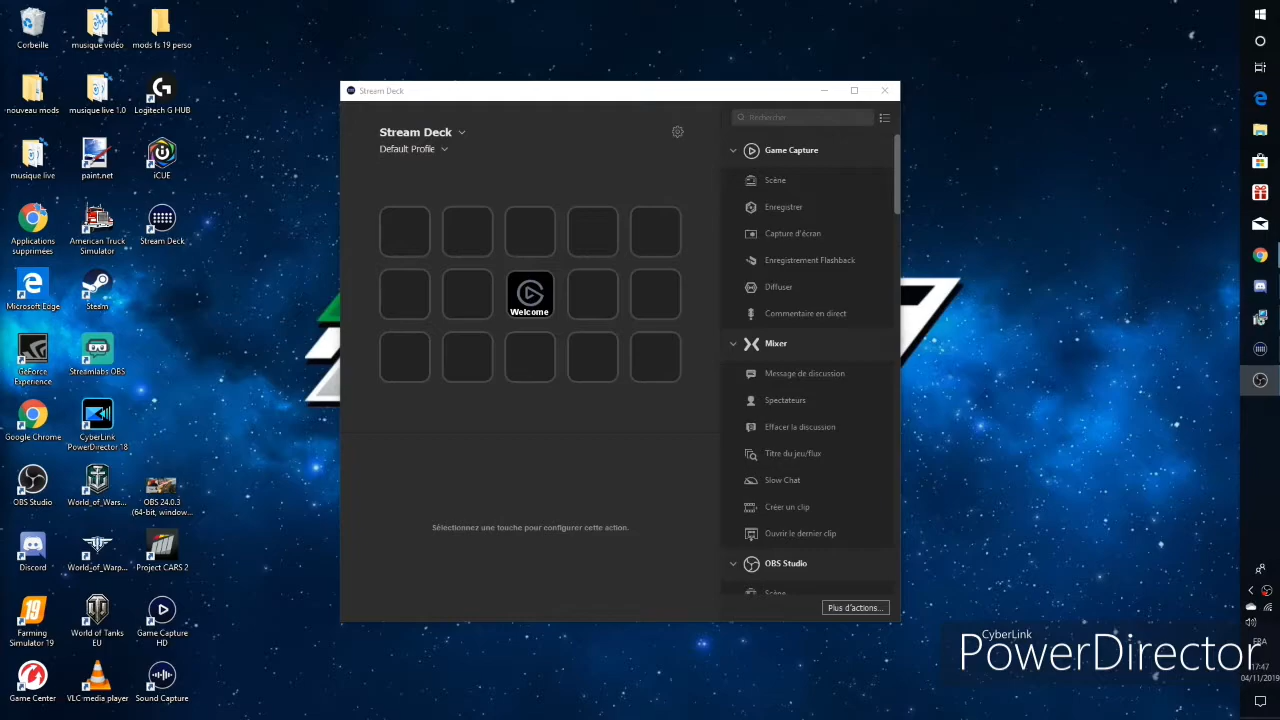 Corbeille
musique vidéo
mods fs 19 perso
nouveau mods
musique live 1.0
Logitech G HUB
musique live
paint.net
iCUE
Applications
supprimées
American Truck
Simulator
Stream Deck
Microsoft Edge
Steam
GeForce
Experience
Streamlabs OBS
Google Chrome
CyberLink
PowerDirector 18
OBS Studio
World_of_Wars...
OBS 24.0.3
(64-bit, window...
Discord
World_of_Warp...
Project CARS 2
19
Farming
Simulator 19
World of Tanks
EU
Game Capture
HD
Game Center
VLC media player
Sound Capture
Stream Deck
Stream Deck
Default Profile
Welcome
Sélectionnez une touche pour configurer cette action.
Rechercher
Game Capture
Scène
Enregistrer
Capture d'écran
Enregistrement Flashback
Diffuser
Commentaire en direct
Mixer
Message de discussion
Spectateurs
Effacer la discussion
Titre du jeu/flux
Slow Chat
Créer un clip
Ouvrir le dernier clip
OBS Studio
Scène
Plus d'actions...
FRA
17:47
04/11/2019
CyberLink
PowerDirector